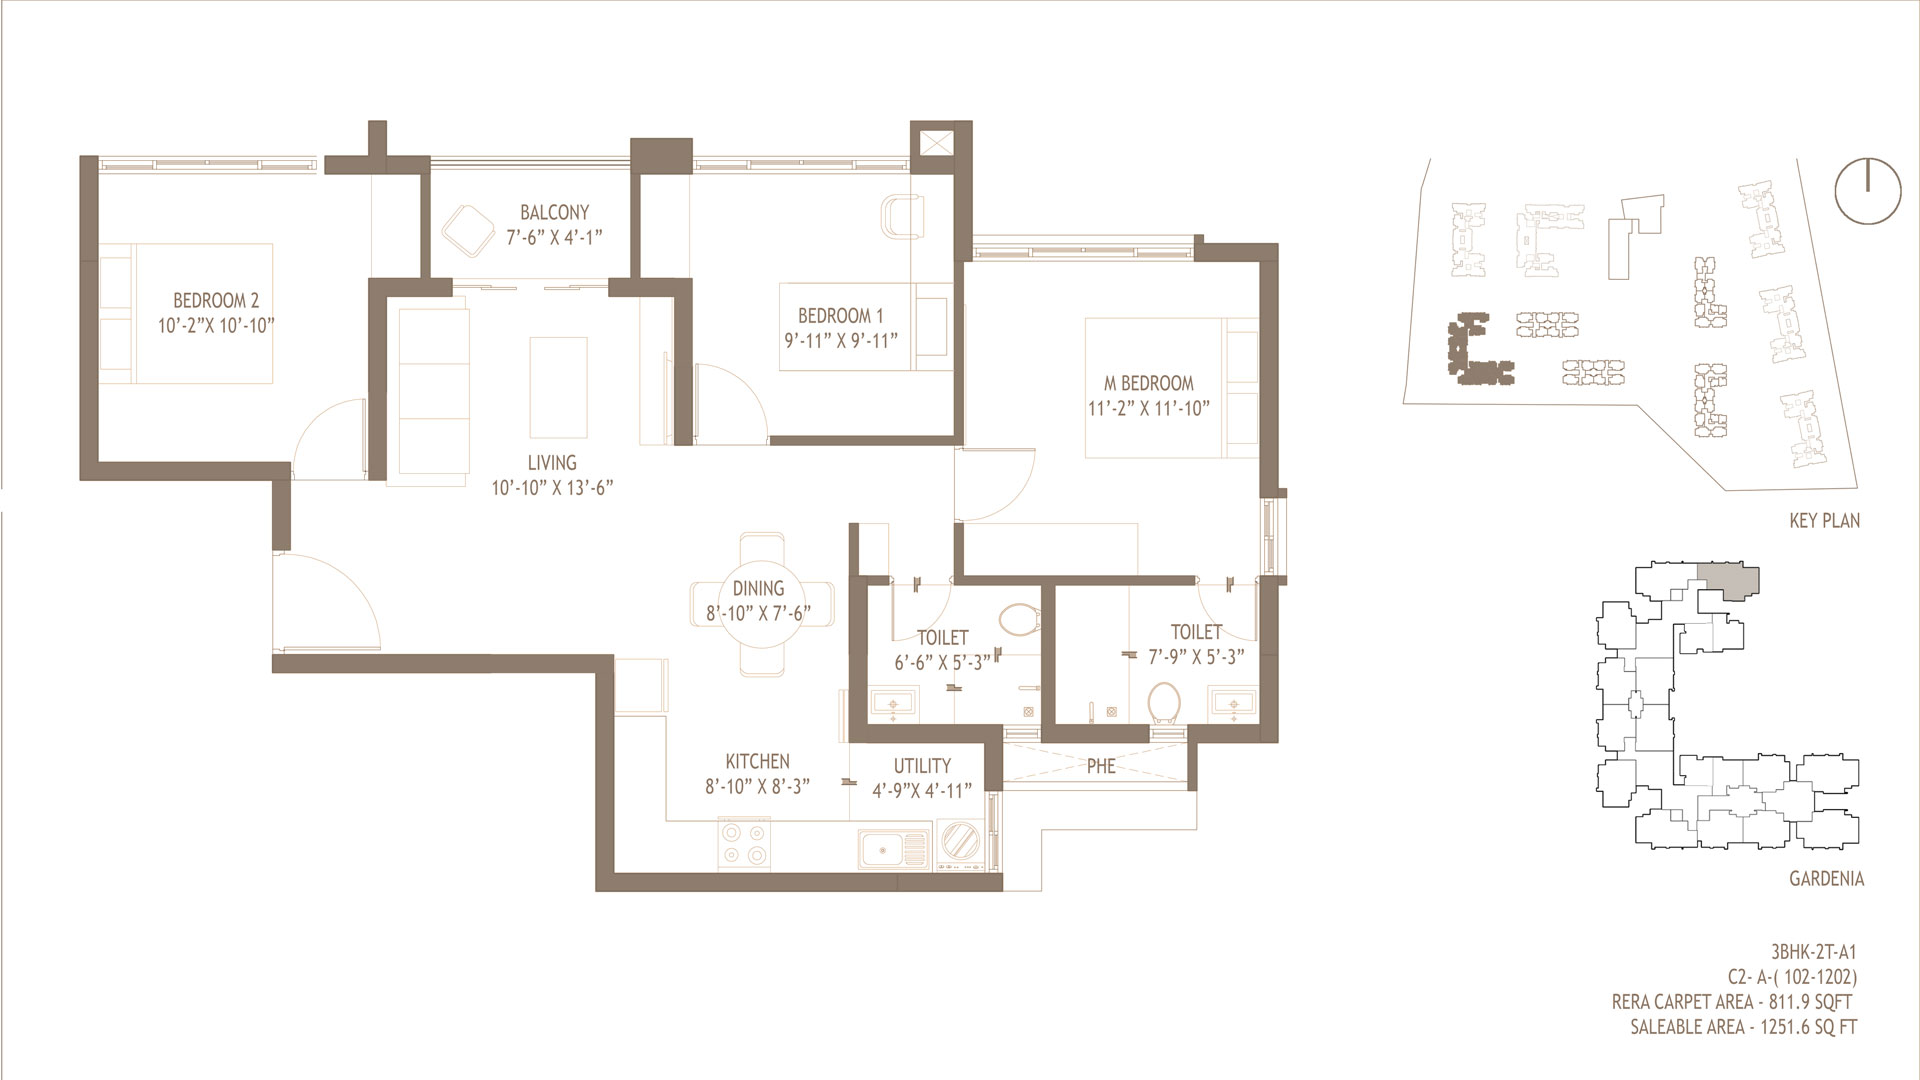 BALCONY
7'-6” X 4'-1”
BEDROOM 2
10'-2”X 10'-10”
BEDROOM 1
9'-11” X 9'-11”
M BEDROOM
11'-2” X 11'-10”
LIVING
10'-10” X 13'-6”
DINING
8'-10” X 7'-6”
TOILET
6'-6” X 5'-3”
TOILET
7'-9” X 5'-3”
KITCHEN
8'-10” X 8'-3”
UTILITY
4'-9”X 4'-11”
PHE
KEY PLAN
GARDENIA
3BHK-2T-A1
C2- A-( 102-1202)
RERA CARPET AREA - 811.9 SQFT
SALEABLE AREA - 1251.6 SQ FT